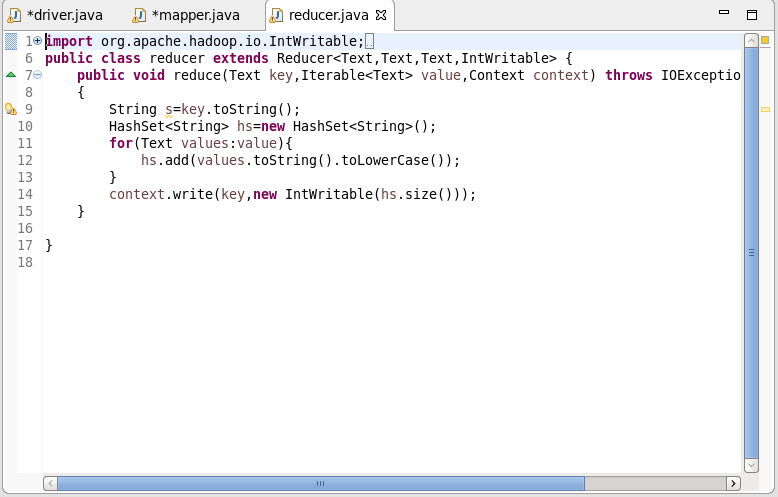 *driver.java *mapper.java reducer.java
1 import org.apache.hadoop.io.IntWritable;
6 public class reducer extends Reducer<Text,Text,Text,IntWritable> {
7 public void reduce(Text key,Iterable<Text> value,Context context) throws IOExceptio
8 {
9 String s=key.toString();
10 HashSet<String> hs=new HashSet<String>();
11 for(Text values:value){
12 hs.add(values.toString().toLowerCase());
13 }
14 context.write(key,new IntWritable(hs.size()));
15 }
16
17 }
18